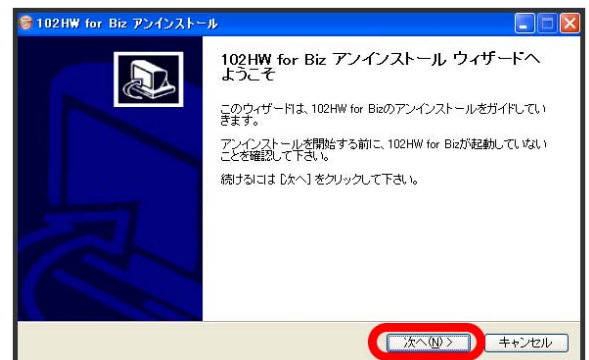 102HW for Biz アンインストール
102HW for Biz アンインストール ウィザードへ
ようこそ
このウィザードは、102HW for Bizのアンインストールをガイドしてい
きます。
アンインストールを開始する前に、102HW for Bizが起動していない
ことを確認して下さい。
続けるには [次へ] をクリックして下さい。
次へ(N) >
キャンセル